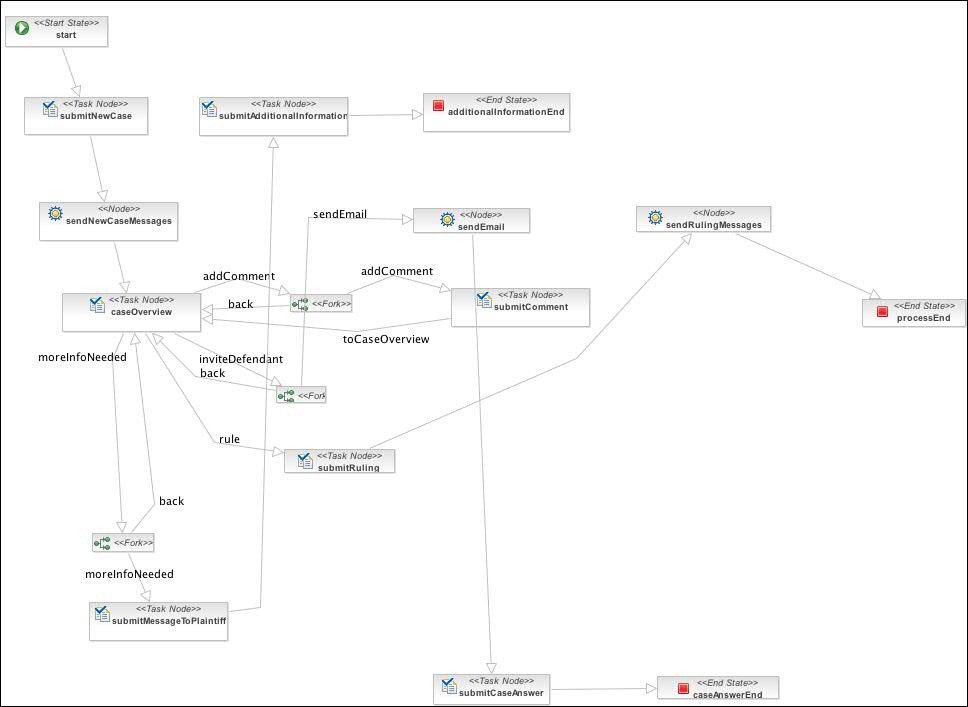 <<Start State>>
start
<<Task Node>>
submitNewCase
<<Task Node>>
submitAdditionalInformation
<<End State>>
additionalInformationEnd
<<Node>>
sendNewCaseMessages
sendEmail
<<Node>>
sendEmail
<<Node>>
sendRulingMessages
addComment
addComment
<<Task Node>>
caseOverview
back
<<Fork>>
<<Task Node>>
submitComment
<<End State>>
processEnd
toCaseOverview
moreInfoNeeded
inviteDefendant
back
<<Fork
rule
<<Task Node>>
submitRuling
back
<<Fork>>
moreInfoNeeded
<<Task Node>>
submitMessageToPlaintiff
<<Task Node>>
submitCaseAnswer
<<End State>>
caseAnswerEnd